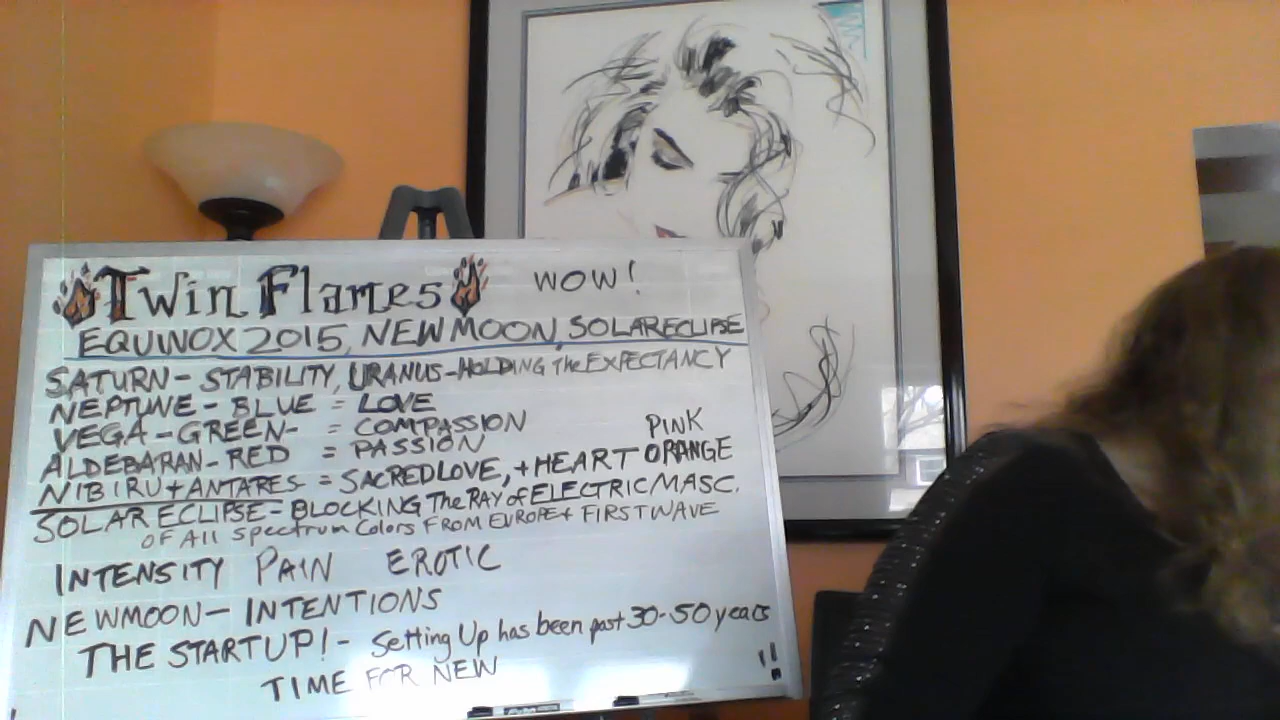 Twin Flames WOW!
EQUINOX 2015, NEW MOON, SOLAR ECLIPSE
SATURN - STABILITY, URANUS - HOLDING The EXPECTANCY
NEPTUNE - BLUE = LOVE
VEGA - GREEN - = COMPASSION
ALDEBARAN - RED = PASSION PINK
NIBIRU + ANTARES = SACRED LOVE, + HEART ORANGE
SOLAR ECLIPSE - BLOCKING The RAY of ELECTRIC MASC.
OF All Spectrum Colors FROM EUROPE + FIRST WAVE
INTENSITY PAIN EROTIC
NEWMOON - INTENTIONS
THE STARTUP! - Setting Up has been past 30-50 years
TIME FOR NEW !!